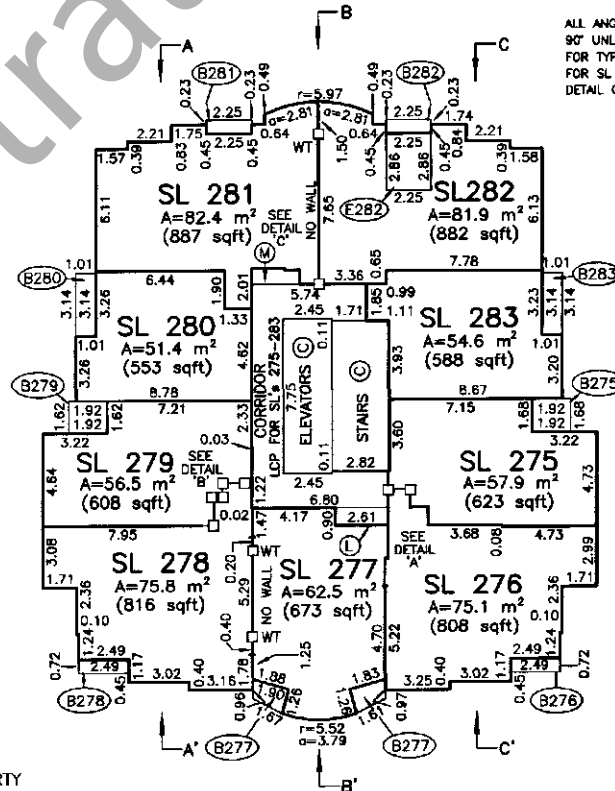 B
ALL ANG
90° UNL
FOR TYP
FOR SL
DETAIL C
A
C
B281
B282
0.23
2.25
0.23
0.49
r=5.97
a=2.81
a=2.81
0.49
2.25
0.23
2.21
1.75
2.25
0.64
WT
1.50
0.64
1.74
2.21
1.57
0.39
0.83
0.45
0.45
0.45
2.86
2.86
0.45
0.84
0.39
1.58
2.25
E282
SL 281
A=82.4 m²
(887 sqft)
SL282
A=81.9 m²
(882 sqft)
6.11
SEE
DETAIL
'C'
NO WALL
7.65
6.13
M
1.01
6.44
1.90
2.01
5.74
3.36
0.65
7.78
1.01
B280
3.14
3.14
3.26
1.33
2.45
1.71
1.85
0.99
1.11
3.23
3.14
3.14
B283
SL 280
A=51.4 m²
(553 sqft)
SL 283
A=54.6 m²
(588 sqft)
1.01
3.26
4.62
0.11
3.93
1.01
3.20
CORRIDOR
LCP FOR SL's 275-283
7.75
ELEVATORS
C
STAIRS
C
B279
8.78
7.21
8.67
7.15
B275
1.62
1.92
1.92
1.62
2.33
3.60
1.68
1.92
1.92
1.68
3.22
0.03
3.22
SL 279
A=56.5 m²
(608 sqft)
SEE
DETAIL
'B'
0.11
2.82
SL 275
A=57.9 m²
(623 sqft)
4.64
1.22
2.45
4.73
0.02
6.80
7.95
1.47
4.17
0.90
2.61
3.68
0.08
4.73
L
SEE
DETAIL
'A'
3.08
2.99
SL 278
A=75.8 m²
(816 sqft)
WT
0.20
SL 277
A=62.5 m²
(673 sqft)
SL 276
A=75.1 m²
(808 sqft)
1.71
2.36
0.10
5.29
NO WALL
1.71
2.36
0.10
1.24
0.40
WT
4.70
5.22
1.24
0.72
2.49
2.49
1.17
1.78
1.25
1.17
2.49
2.49
0.72
0.45
3.02
0.40
3.16
1.88
1.90
1.26
1.67
1.83
1.26
1.61
3.25
0.40
3.02
0.45
B278
0.96
0.97
B276
B277
r=5.52
a=3.79
B277
A'
B'
C'
RTY